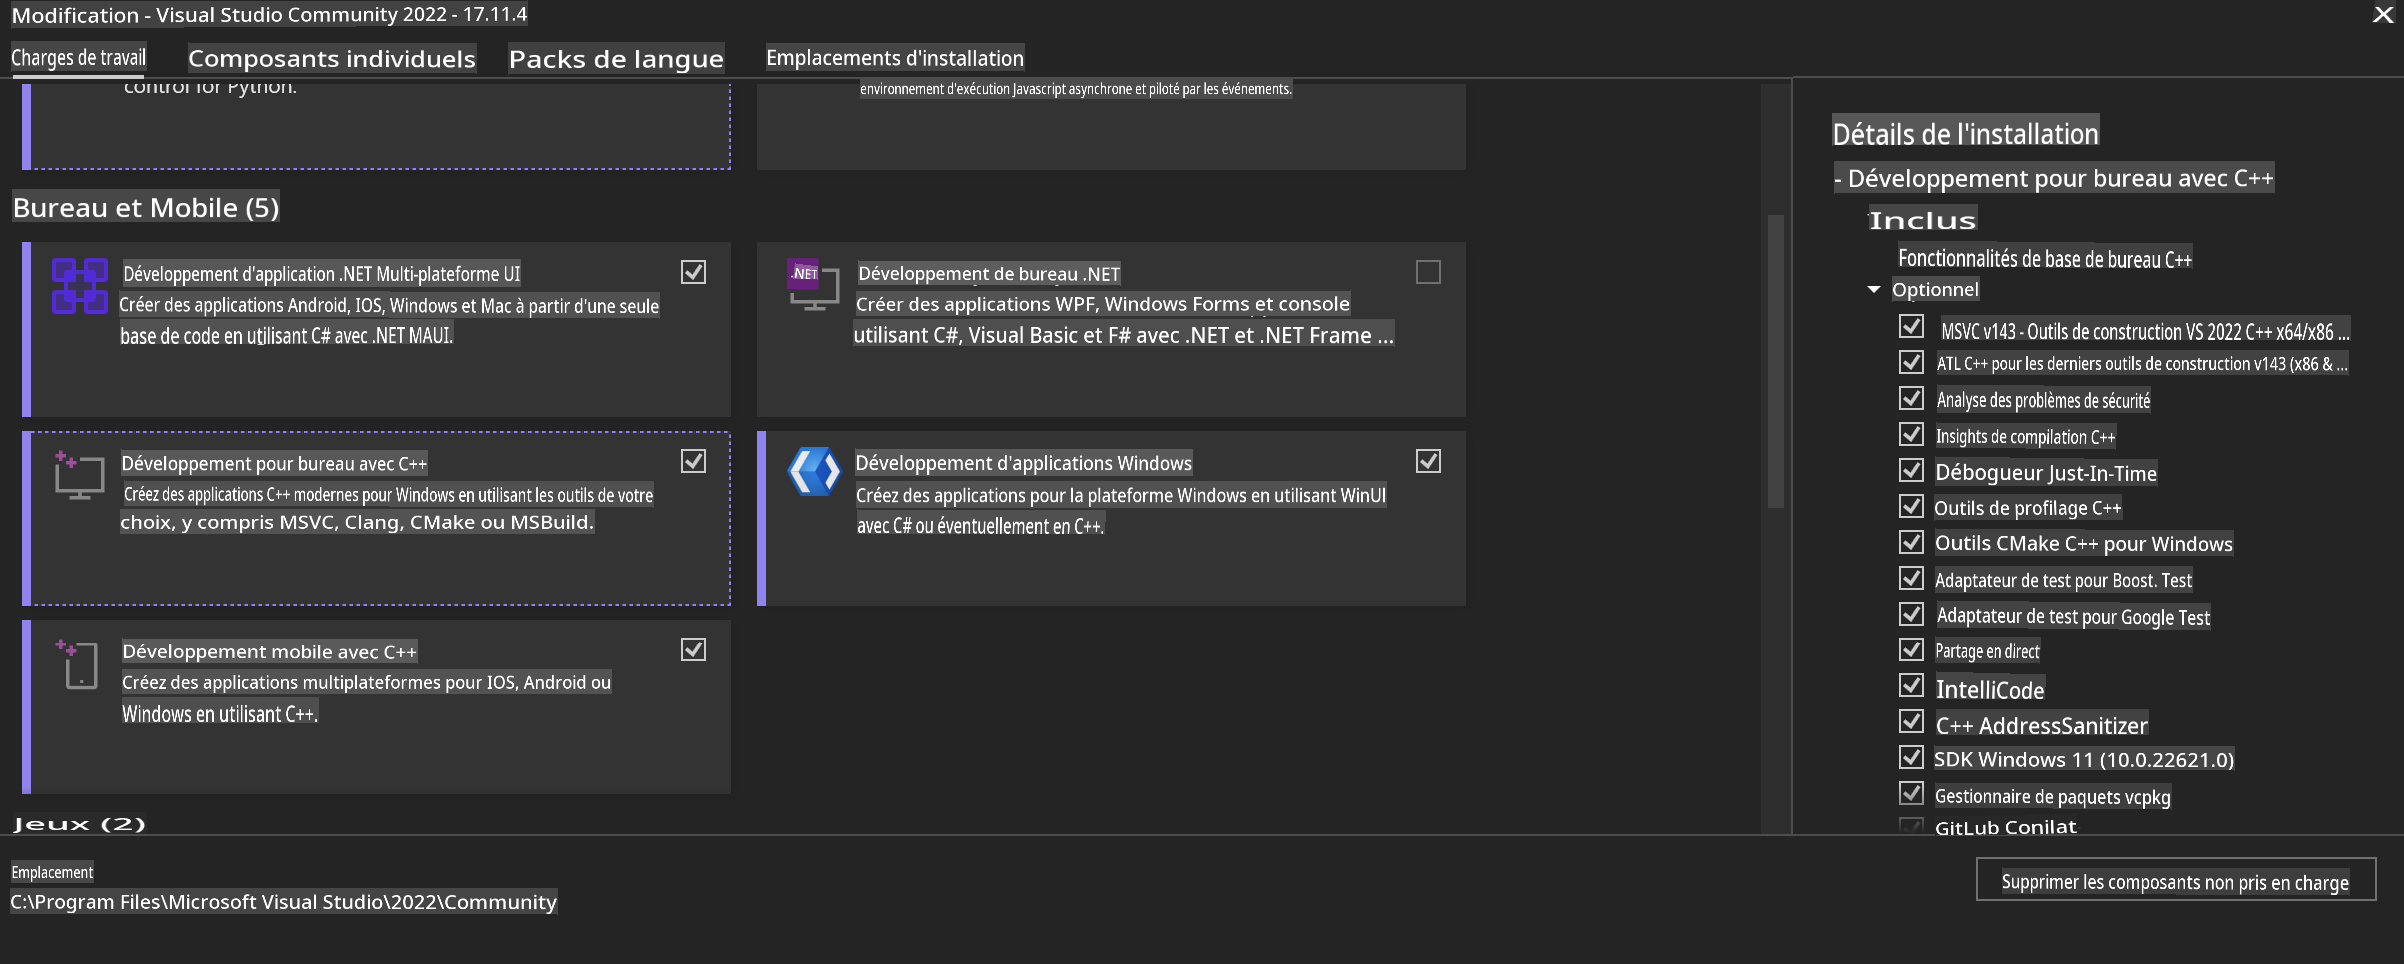 Modification - Visual Studio Community 2022 - 17.11.4
Charges de travail Composants individuels Packs de langue Emplacements d'installation
control for Python.
environnement d'exécution Javascript asynchrone et piloté par les événements.
Bureau et Mobile (5)
Développement d'application .NET Multi-plateforme UI
Créer des applications Android, IOS, Windows et Mac à partir d'une seule
base de code en utilisant C# avec .NET MAUI.
.NET
Développement de bureau .NET
Créer des applications WPF, Windows Forms et console
utilisant C#, Visual Basic et F# avec .NET et .NET Frame ...
Développement pour bureau avec C++
Créez des applications C++ modernes pour Windows en utilisant les outils de votre
choix, y compris MSVC, Clang, CMake ou MSBuild.
Développement d'applications Windows
Créez des applications pour la plateforme Windows en utilisant WinUI
avec C# ou éventuellement en C++.
Développement mobile avec C++
Créez des applications multiplateformes pour IOS, Android ou
Windows en utilisant C++.
Jeux (2)
Détails de l'installation
- Développement pour bureau avec C++
Inclus
Fonctionnalités de base de bureau C++
Optionnel
MSVC v143 - Outils de construction VS 2022 C++ x64/x86 ...
ATL C++ pour les derniers outils de construction v143 (x86 & ...
Analyse des problèmes de sécurité
Insights de compilation C++
Débogueur Just-In-Time
Outils de profilage C++
Outils CMake C++ pour Windows
Adaptateur de test pour Boost. Test
Adaptateur de test pour Google Test
Partage en direct
IntelliCode
C++ AddressSanitizer
SDK Windows 11 (10.0.22621.0)
Gestionnaire de paquets vcpkg
Emplacement
C:\Program Files\Microsoft Visual Studio\2022\Community
Supprimer les composants non pris en charge